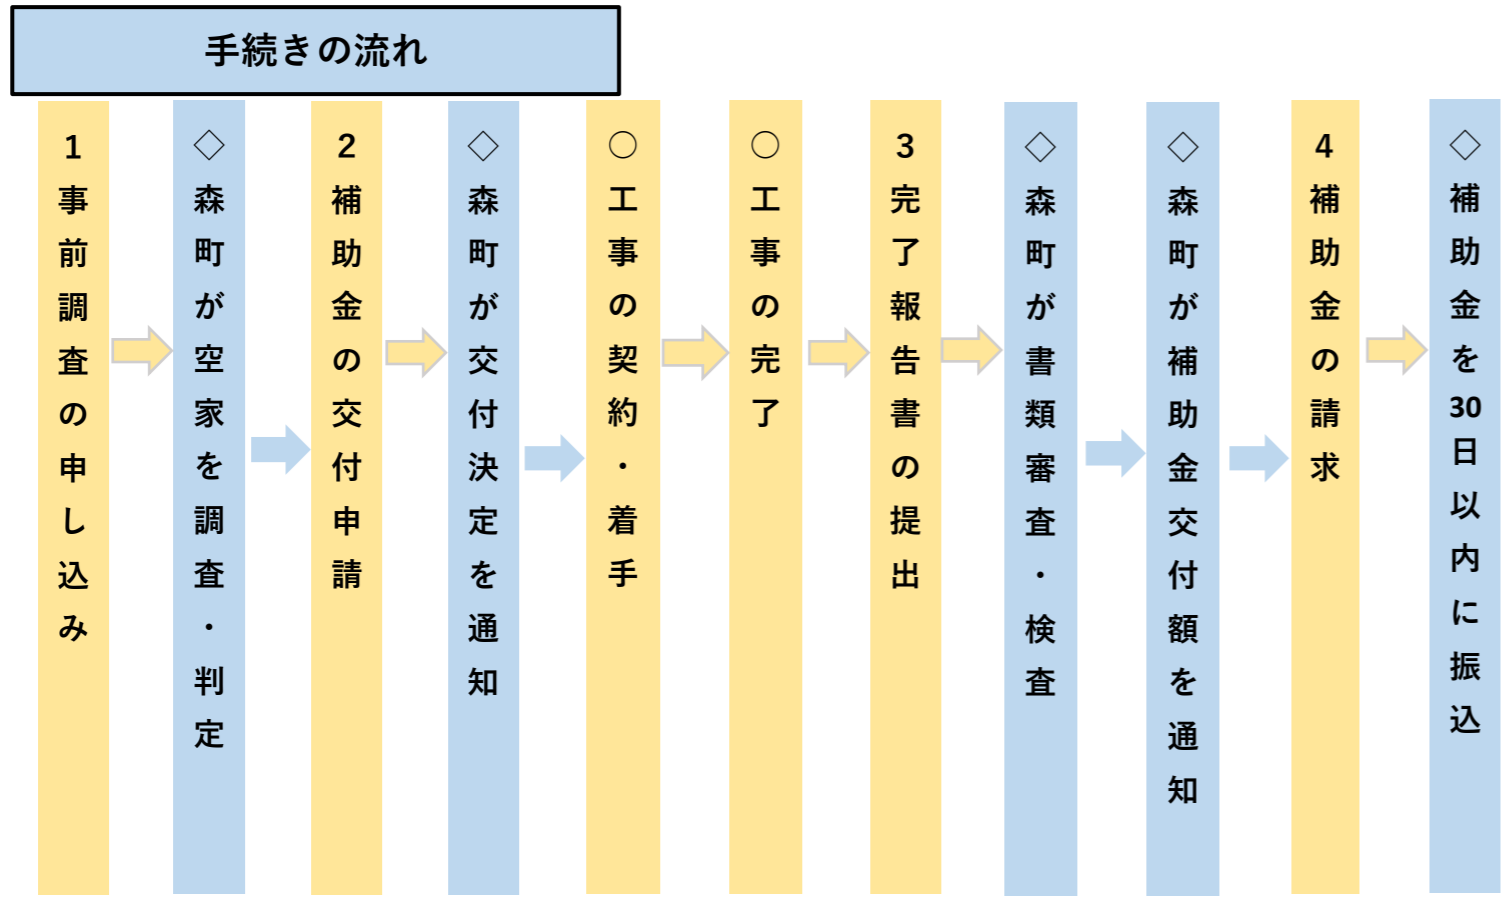 手続きの流れ
1事前調査の申し込み
◇森町が空家を調査・判定
2補助金の交付申請
◇森町が交付決定を通知
○工事の契約・着手
○工事の完了
3完了報告書の提出
◇森町が書類審査・検査
◇森町が補助金交付額を通知
4補助金の請求
◇補助金を30日以内に振込